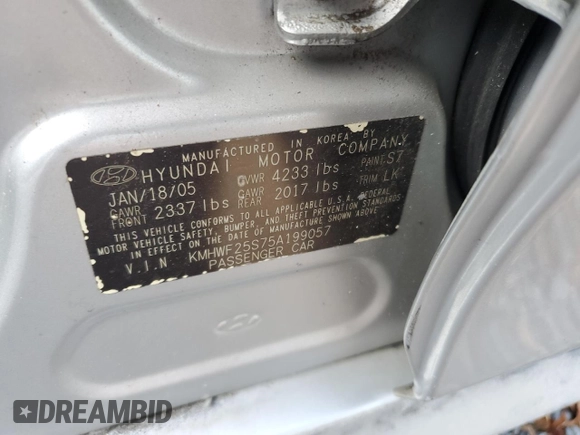 MANUFACTURED IN KOREA BY
HYUNDAI MOTOR COMPANY
JAN/18/05 GVWR 4233 lbs PAINT S7
GAWR FRONT 2337 lbs GAWR REAR 2017 lbs TRIM LK
THIS VEHICLE CONFORMS TO ALL APPLICABLE U.S.A. FEDERAL
MOTOR VEHICLE SAFETY, BUMPER, AND THEFT PREVENTION STANDARDS
IN EFFECT ON THE DATE OF MANUFACTURE SHOWN ABOVE.
V.I.N KMHWF25S75A199057
PASSENGER CAR
DREAMBID